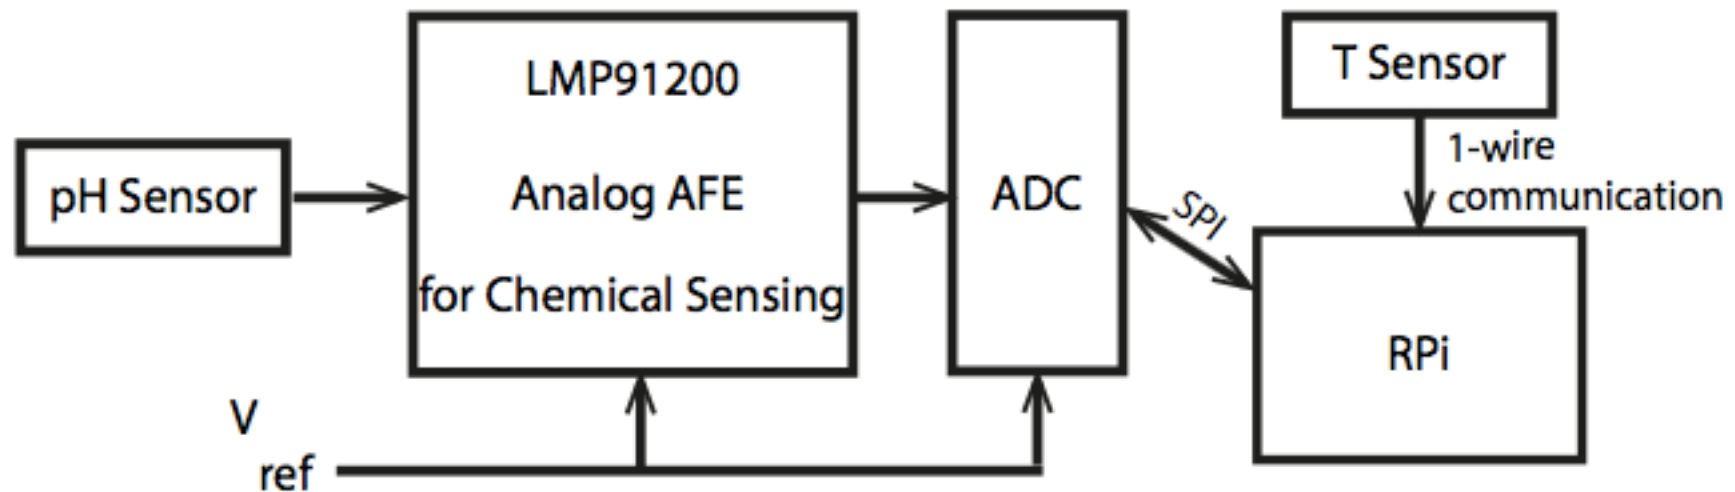 pH Sensor
LMP91200
Analog AFE
for Chemical Sensing
ADC
SPI
T Sensor
1-wire
communication
RPi
V
ref